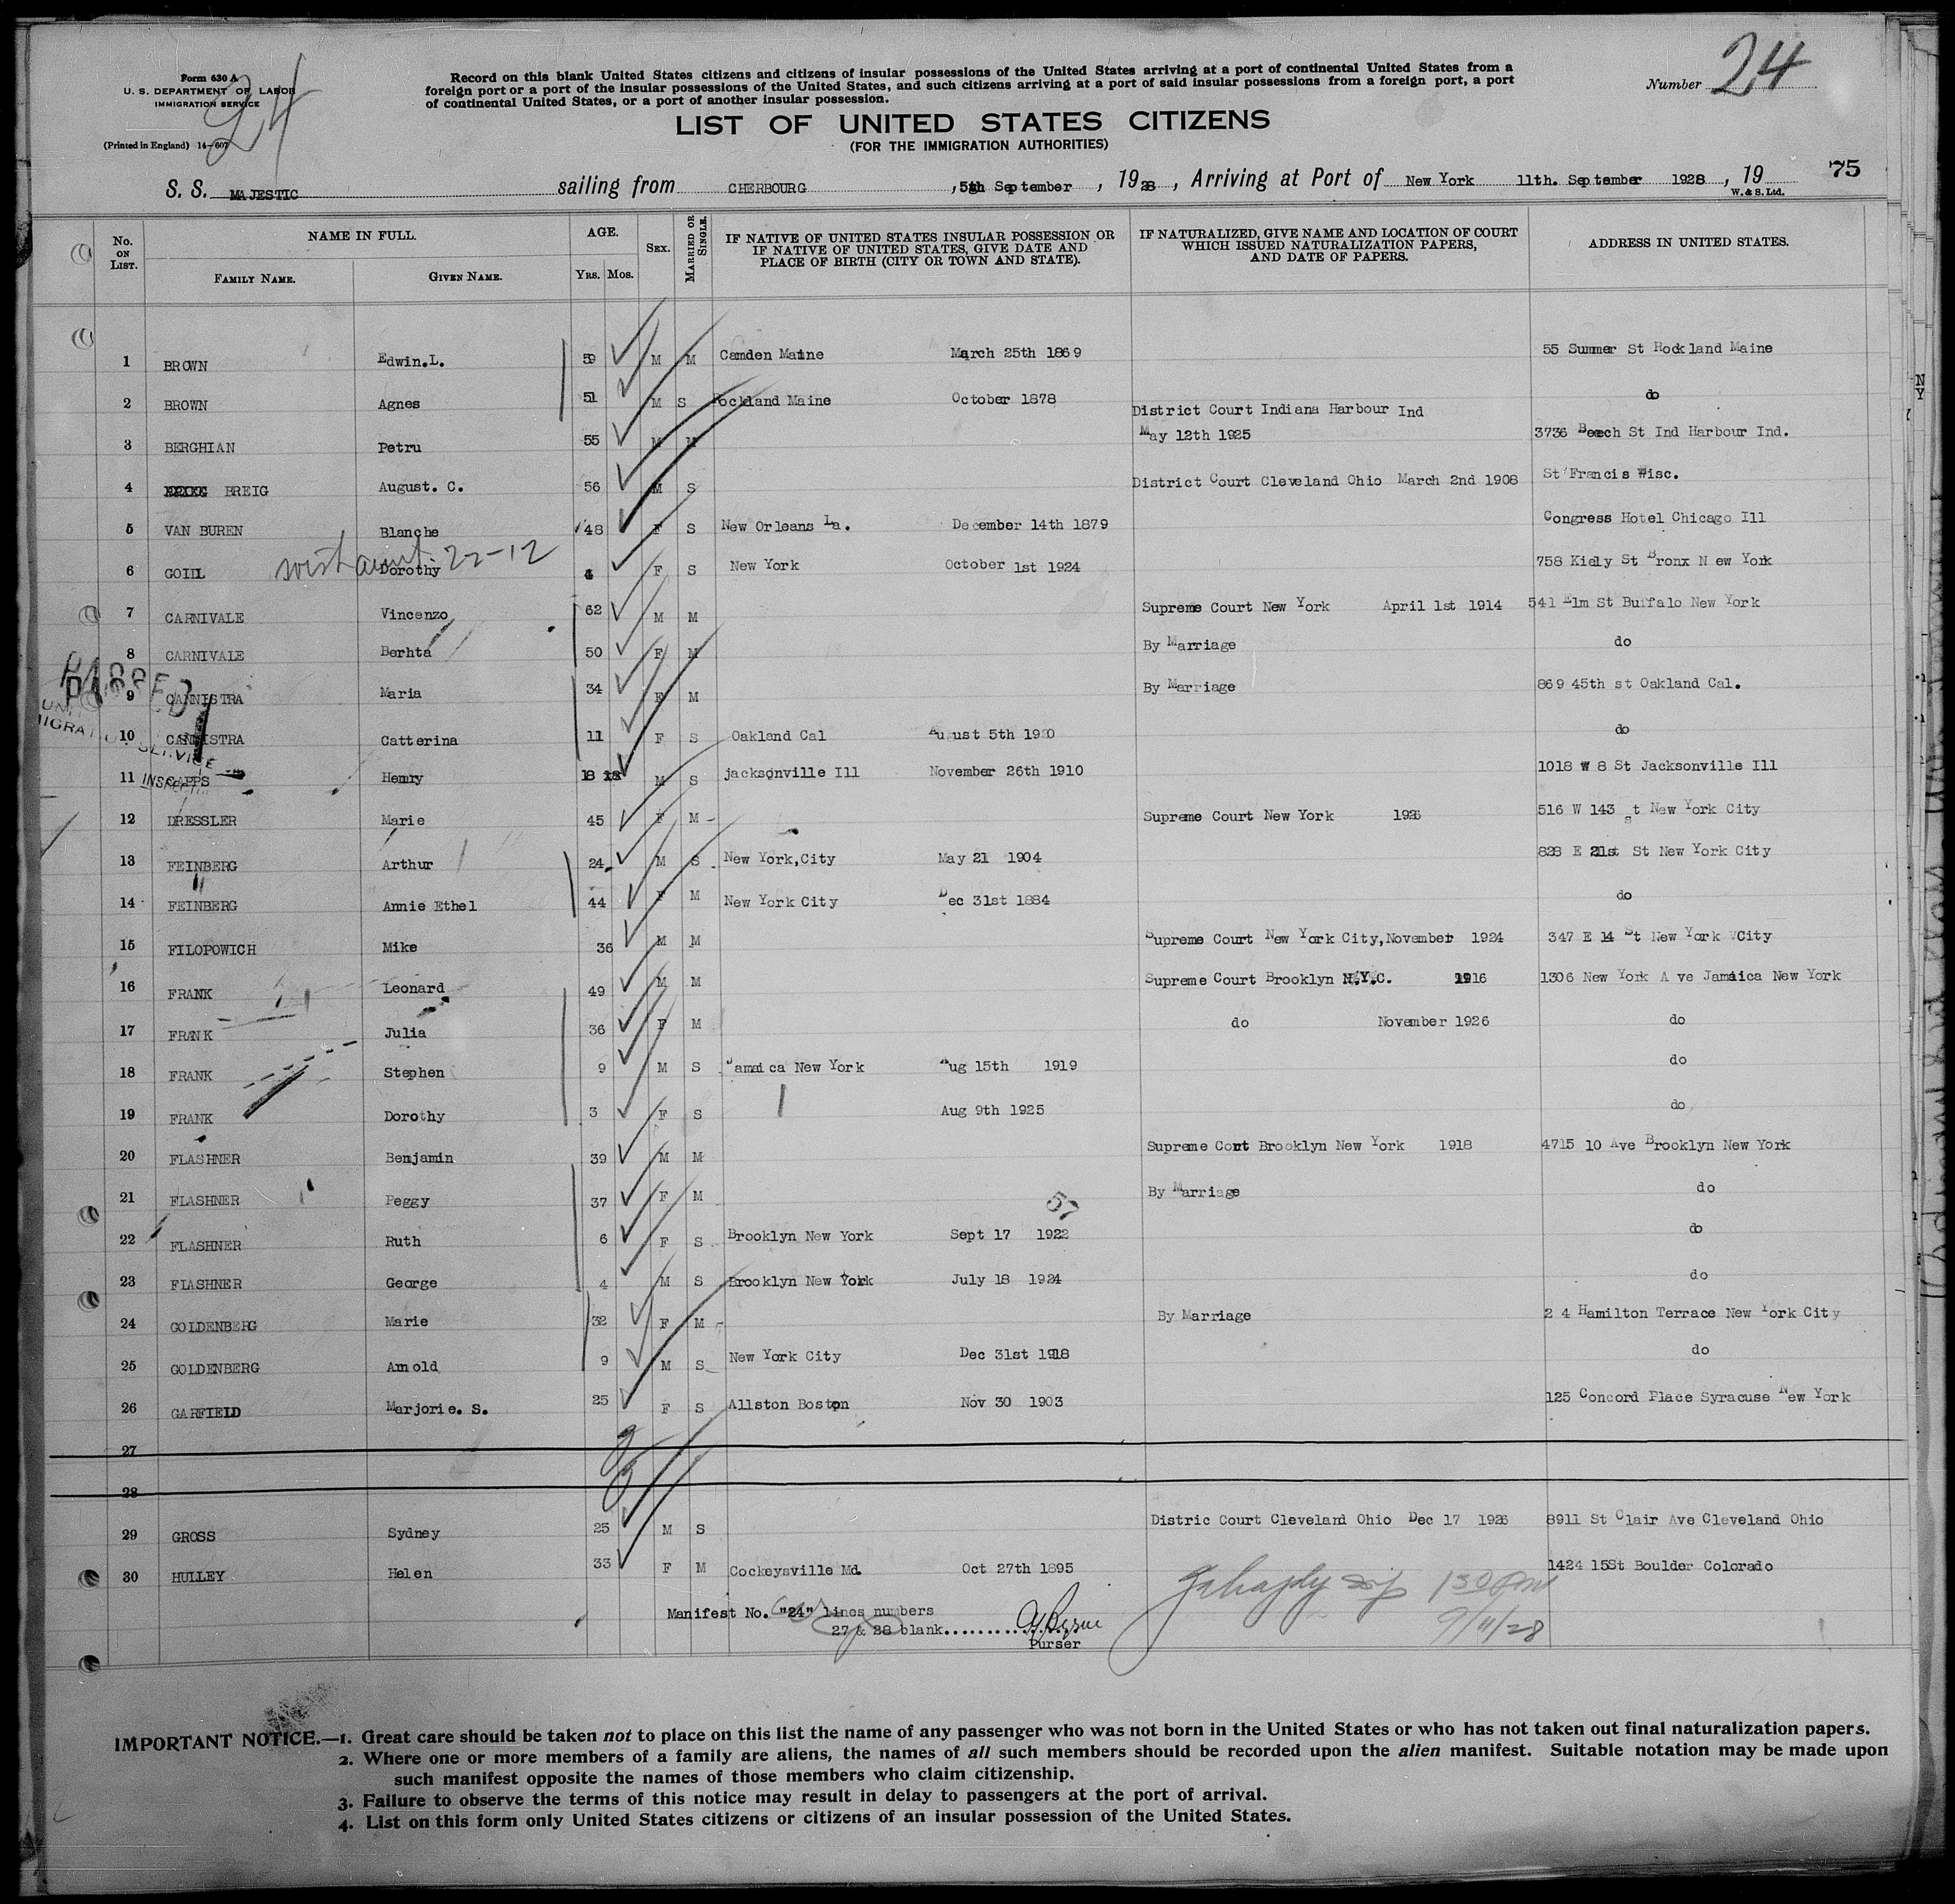 Form 630 A
U. S. DEPARTMENT OF LABOR
IMMIGRATION SERVICE
(Printed in England) 14—607
24
Record on this blank United States citizens and citizens of insular possessions of the United States arriving at a port of continental United States from a
foreign port or a port of the insular possessions of the United States, and such citizens arriving at a port of said insular possessions from a foreign port, a port
of continental United States, or a port of another insular possession.
Number 24
LIST OF UNITED STATES CITIZENS
(FOR THE IMMIGRATION AUTHORITIES)
75
S. S. MAJESTIC sailing from CHERBOURG ,5th September , 1928 , Arriving at Port of New York 11th. September 1928 , 19
W. & S. Ltd.
No. ON LIST. NAME IN FULL. FAMILY NAME. GIVEN NAME. AGE. YRS. MOS. SEX. MARRIED OR SINGLE. IF NATIVE OF UNITED STATES INSULAR POSSESSION OR IF NATIVE OF UNITED STATES, GIVE DATE AND PLACE OF BIRTH (CITY OR TOWN AND STATE). IF NATURALIZED, GIVE NAME AND LOCATION OF COURT WHICH ISSUED NATURALIZATION PAPERS, AND DATE OF PAPERS. ADDRESS IN UNITED STATES.
1 BROWN Edwin.L. 59 M M Camden Maine March 25th 1869 55 Summer St Rockland Maine
2 BROWN Agnes 51 M S Rockland Maine October 1878 do
3 BERGHIAN Petru 55 M M District Court Indiana Harbour Ind May 12th 1925 3736 Beech St Ind Harbour Ind.
4 BREIG August. C. 56 M S District Court Cleveland Ohio March 2nd 1908 St Francis Wisc.
5 VAN BUREN Blanche 48 F S New Orleans La. December 14th 1879 Congress Hotel Chicago Ill
6 GOILL with aunt. 22-12 Dorothy 4 F S New York October 1st 1924 758 Kiely St Bronx N ew York
7 CARNIVALE Vincenzo 62 M M Supreme Court New York April 1st 1914 541 Elm St Buffalo New York
8 CARNIVALE Berhta 50 F M By Marriage do
PASSED
9 CANNISTRA Maria 34 F M By Marriage 869 45th st Oakland Cal.
10 CANNISTRA Catterina 11 F S Oakland Cal August 5th 1920 do
11 CAPPS Henry 18 M S jacksonville Ill November 26th 1910 1018 W 8 St Jacksonville Ill
12 DRESSLER Marie 45 F M - Supreme Court New York 1926 516 W 143 st New York City
13 FEINBERG Arthur 24 M S New York,City May 21 1904 828 E 21st St New York City
14 FEINBERG Annie Ethel 44 F M New York City Dec 31st 1884 do
15 FILOPOWICH Mike 36 M M Supreme Court New York City,November 1924 347 E 14 St New York City
16 FRANK Leonard 49 M M Supreme Court Brooklyn N.Y.C. 1916 1306 New York A ve Jamaica New York
17 FRANK Julia 36 F M do November 1926 do
18 FRANK Stephen 9 M S Jamaica New York Aug 15th 1919 do
19 FRANK Dorothy 3 F S Aug 9th 1925 do
20 FLASHNER Benjamin 39 M M Supreme Court Brooklyn New York 1918 4715 10 Ave Brooklyn New York
21 FLASHNER Peggy 37 F M By Marriage do
57
22 FLASHNER Ruth 6 F S Brooklyn New York Sept 17 1922 do
23 FLASHNER George 4 M S Brooklyn New York July 18 1924 do
24 GOLDENBERG Marie 32 F M - By Marriage 2 4 Hamilton Terrace New York City
25 GOLDENBERG Arnold 9 M S New York City Dec 31st 1918 do
26 GARFIELD Marjorie. S. 25 F S Allston Boston Nov 30 1903 125 Concord Place Syracuse New York
27
28
29 GROSS Sydney 25 M S Distric Court Cleveland Ohio Dec 17 1926 8911 St Clair Ave Cleveland Ohio
30 HULLEY Helen 33 F M Cockeysville Md. Oct 27th 1895 1424 15St Boulder Colorado
130 PM
9/11/28
Manifest No. "24" lines numbers
27 & 28 blank..............
Purser
IMPORTANT NOTICE.—1. Great care should be taken not to place on this list the name of any passenger who was not born in the United States or who has not taken out final naturalization papers.
2. Where one or more members of a family are aliens, the names of all such members should be recorded upon the alien manifest. Suitable notation may be made upon
such manifest opposite the names of those members who claim citizenship.
3. Failure to observe the terms of this notice may result in delay to passengers at the port of arrival.
4. List on this form only United States citizens or citizens of an insular possession of the United States.